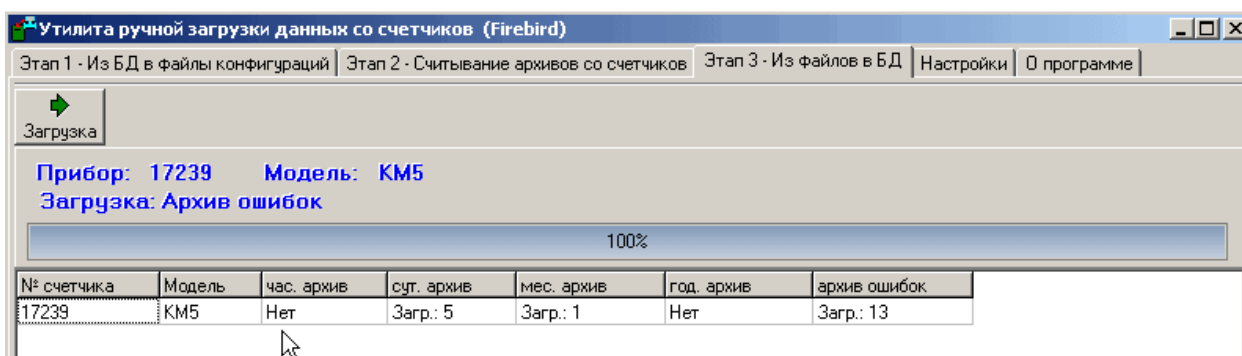 Утилита ручной загрузки данных со счетчиков (Firebird)
Этап 1 - Из БД в файлы конфигураций Этап 2 - Считывание архивов со счетчиков Этап 3 - Из файлов в БД Настройки О программе
Загрузка
Прибор: 17239 Модель: КМ5
Загрузка: Архив ошибок
100%
№ счетчика Модель час. архив сут. архив мес. архив год. архив архив ошибок
17239 КМ5 Нет Загр.: 5 Загр.: 1 Нет Загр.: 13